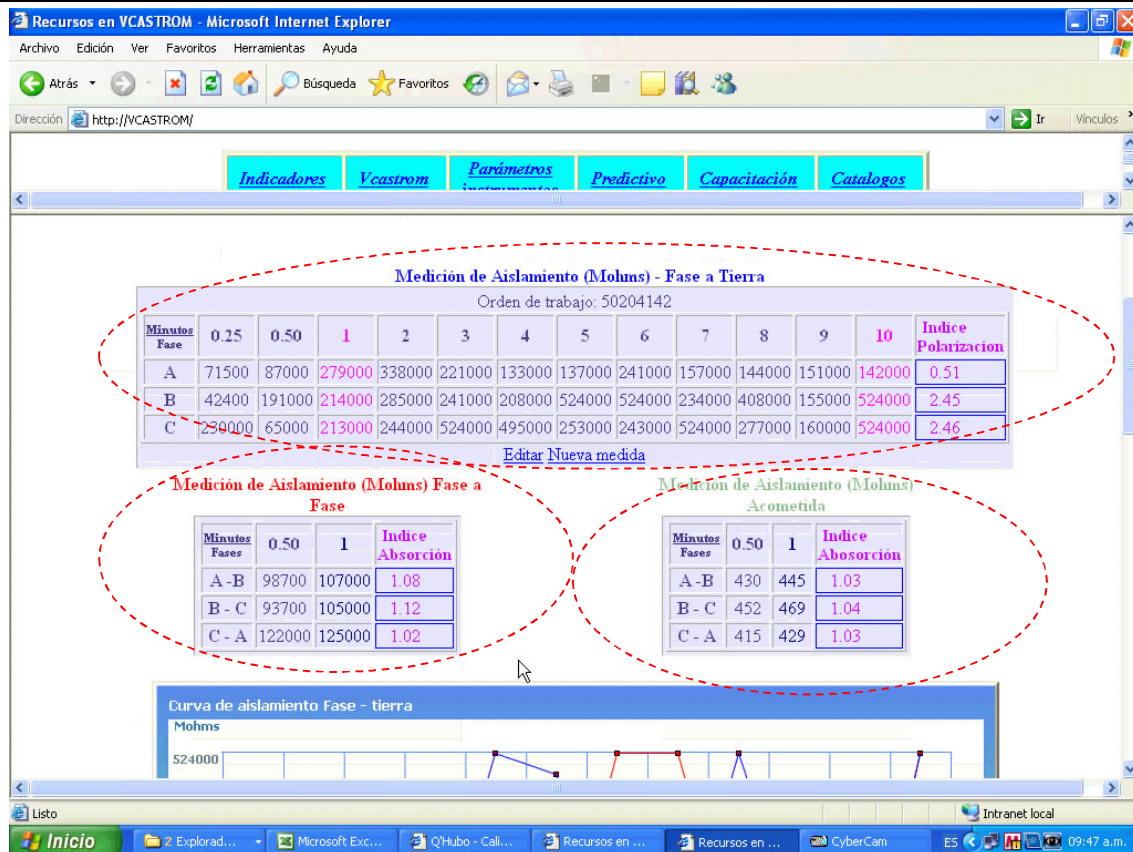 Recursos en VCASTROM - Microsoft Internet Explorer
Archivo Edición Ver Favoritos Herramientas Ayuda
Atrás Búsqueda Favoritos
Dirección http://VCASTROM/ Ir Vínculos
Indicadores Vcastrom Parámetros Predictivo Capacitación Catalogos
Medición de Aislamiento (Mohms) - Fase a Tierra
Orden de trabajo: 50204142
Minutos 0.25 0.50 1 2 3 4 5 6 7 8 9 10 Indice
Fase Polarizacion
A 71500 87000 279000 338000 221000 133000 137000 241000 157000 144000 151000 142000 0.51
B 42400 191000 214000 285000 241000 208000 524000 524000 234000 408000 155000 524000 2.45
C 230000 65000 213000 244000 524000 495000 253000 243000 524000 277000 160000 524000 2.46
Editar Nueva medida
Medición de Aislamiento (Mohms) Fase a
Fase
Minutos 0.50 1 Indice
Fases Absorción
A -B 98700 107000 1.08
B - C 93700 105000 1.12
C - A 122000 125000 1.02
Medición de Aislamiento (Mohms)
Acometida
Minutos 0.50 1 Indice
Fases Abosorción
A -B 430 445 1.03
B - C 452 469 1.04
C - A 415 429 1.03
Curva de aislamiento Fase - tierra
Mohms
524000
Listo Intranet local
Inicio 2 Explorad... Microsoft Exc... Q'Hubo - Cali... Recursos en ... Recursos en ... CyberCam ES 09:47 a.m.